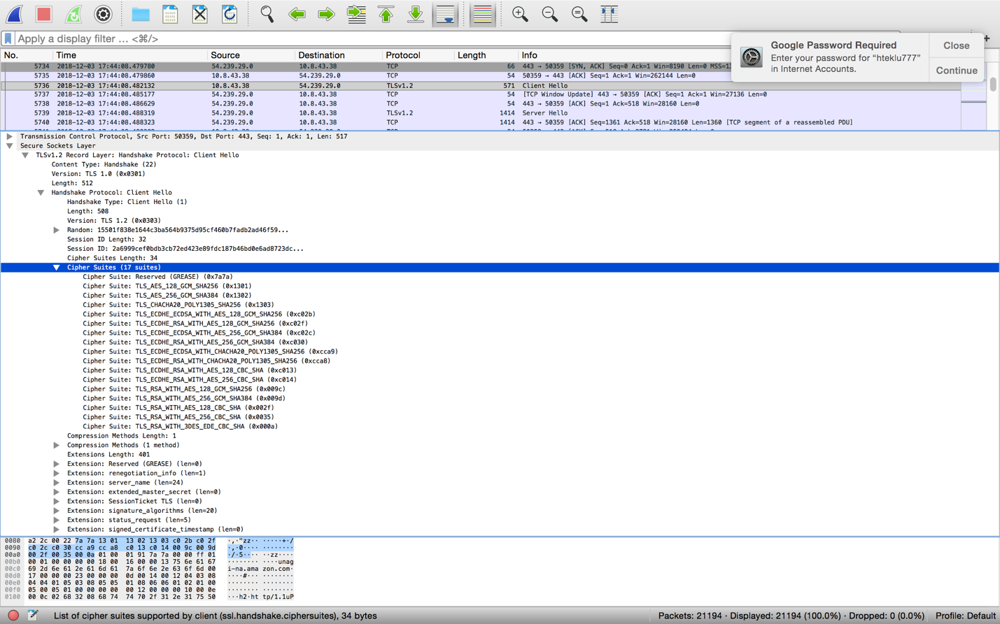 Apply a display filter ... <⌘/>
Google Password Required
Enter your password for “hteklu777”
in Internet Accounts.
Close
Continue
No. Time Source Destination Protocol Length Info
5734 2018-12-03 17:44:08.479780 54.239.29.0 10.8.43.38 TCP 66 443 → 50359 [SYN, ACK] Seq=0 Ack=1 Win=8190 Len=0 MSS=13
5735 2018-12-03 17:44:08.479860 10.8.43.38 54.239.29.0 TCP 54 50359 → 443 [ACK] Seq=1 Ack=1 Win=262144 Len=0
5736 2018-12-03 17:44:08.482132 10.8.43.38 54.239.29.0 TLSv1.2 571 Client Hello
5737 2018-12-03 17:44:08.485177 54.239.29.0 10.8.43.38 TCP 54 [TCP Window Update] 443 → 50359 [ACK] Seq=1 Ack=1 Win=27136 Len=0
5738 2018-12-03 17:44:08.486629 54.239.29.0 10.8.43.38 TCP 54 443 → 50359 [ACK] Seq=1 Ack=518 Win=28160 Len=0
5739 2018-12-03 17:44:08.488319 54.239.29.0 10.8.43.38 TLSv1.2 1414 Server Hello
5740 2018-12-03 17:44:08.488323 54.239.29.0 10.8.43.38 TCP 1414 443 → 50359 [ACK] Seq=1361 Ack=518 Win=28160 Len=1360 [TCP segment of a reassembled PDU]
Transmission Control Protocol, Src Port: 50359, Dst Port: 443, Seq: 1, Ack: 1, Len: 517
Secure Sockets Layer
TLSv1.2 Record Layer: Handshake Protocol: Client Hello
Content Type: Handshake (22)
Version: TLS 1.0 (0x0301)
Length: 512
Handshake Protocol: Client Hello
Handshake Type: Client Hello (1)
Length: 508
Version: TLS 1.2 (0x0303)
Random: 15501f838e1644c3ba564b9375d95cf460b7fadb2ad46f59...
Session ID Length: 32
Session ID: 2a6999cef0bdb3cb72ed423e89fdc187b46bd0e6ad8723dc...
Cipher Suites Length: 34
Cipher Suites (17 suites)
Cipher Suite: Reserved (GREASE) (0x7a7a)
Cipher Suite: TLS_AES_128_GCM_SHA256 (0x1301)
Cipher Suite: TLS_AES_256_GCM_SHA384 (0x1302)
Cipher Suite: TLS_CHACHA20_POLY1305_SHA256 (0x1303)
Cipher Suite: TLS_ECDHE_ECDSA_WITH_AES_128_GCM_SHA256 (0xc02b)
Cipher Suite: TLS_ECDHE_RSA_WITH_AES_128_GCM_SHA256 (0xc02f)
Cipher Suite: TLS_ECDHE_ECDSA_WITH_AES_256_GCM_SHA384 (0xc02c)
Cipher Suite: TLS_ECDHE_RSA_WITH_AES_256_GCM_SHA384 (0xc030)
Cipher Suite: TLS_ECDHE_ECDSA_WITH_CHACHA20_POLY1305_SHA256 (0xcca9)
Cipher Suite: TLS_ECDHE_RSA_WITH_CHACHA20_POLY1305_SHA256 (0xcca8)
Cipher Suite: TLS_ECDHE_RSA_WITH_AES_128_CBC_SHA (0xc013)
Cipher Suite: TLS_ECDHE_RSA_WITH_AES_256_CBC_SHA (0xc014)
Cipher Suite: TLS_RSA_WITH_AES_128_GCM_SHA256 (0x009c)
Cipher Suite: TLS_RSA_WITH_AES_256_GCM_SHA384 (0x009d)
Cipher Suite: TLS_RSA_WITH_AES_128_CBC_SHA (0x002f)
Cipher Suite: TLS_RSA_WITH_AES_256_CBC_SHA (0x0035)
Cipher Suite: TLS_RSA_WITH_3DES_EDE_CBC_SHA (0x000a)
Compression Methods Length: 1
Compression Methods (1 method)
Extensions Length: 401
Extension: Reserved (GREASE) (len=0)
Extension: renegotiation_info (len=1)
Extension: server_name (len=24)
Extension: extended_master_secret (len=0)
Extension: SessionTicket TLS (len=0)
Extension: signature_algorithms (len=20)
Extension: status_request (len=5)
Extension: signed_certificate_timestamp (len=0)
0080 a2 2c 00 22 7a 7a 13 01 13 02 13 03 c0 2b c0 2f ·,·"zz·· ·····+·/
0090 c0 2c c0 30 cc a9 cc a8 c0 13 c0 14 00 9c 00 9d ·,·0···· ········
00a0 00 2f 00 35 00 0a 01 00 01 91 7a 7a 00 00 ff 01 ·/·5···· ··zz····
00b0 00 01 00 00 00 00 18 00 16 00 00 13 75 6e 61 67 ········ ····unag
00c0 69 2d 6e 61 2e 61 6d 61 7a 6f 6e 2e 63 6f 6d 00 i-na.ama zon.com·
00d0 17 00 00 00 23 00 00 00 0d 00 14 00 12 04 03 08 ····#··· ········
00e0 04 04 01 05 03 08 05 05 01 08 06 06 01 02 01 00 ········ ········
00f0 05 00 05 01 00 00 00 00 00 12 00 00 00 10 00 0e ········ ········
0100 00 0c 02 68 32 08 68 74 74 70 2f 31 2e 31 75 50 ···h2·ht tp/1.1uP
List of cipher suites supported by client (ssl.handshake.ciphersuites), 34 bytes
Packets: 21194 · Displayed: 21194 (100.0%) · Dropped: 0 (0.0%) Profile: Default